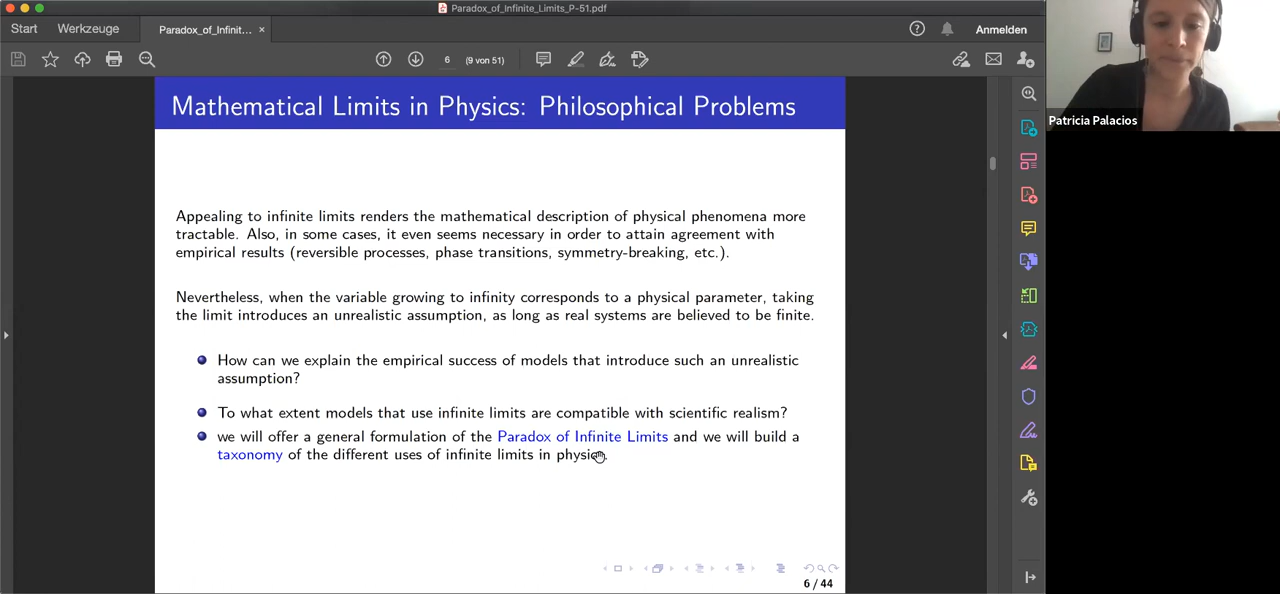 Paradox_of_Infinite_Limits_P-51.pdf
Start Werkzeuge Paradox_of_Infinit... × Anmelden
6 (9 von 51)
Mathematical Limits in Physics: Philosophical Problems
Patricia Palacios
Appealing to infinite limits renders the mathematical description of physical phenomena more
tractable. Also, in some cases, it even seems necessary in order to attain agreement with
empirical results (reversible processes, phase transitions, symmetry-breaking, etc.).
Nevertheless, when the variable growing to infinity corresponds to a physical parameter, taking
the limit introduces an unrealistic assumption, as long as real systems are believed to be finite.
How can we explain the empirical success of models that introduce such an unrealistic
assumption?
To what extent models that use infinite limits are compatible with scientific realism?
we will offer a general formulation of the Paradox of Infinite Limits and we will build a
taxonomy of the different uses of infinite limits in physics.
6 / 44